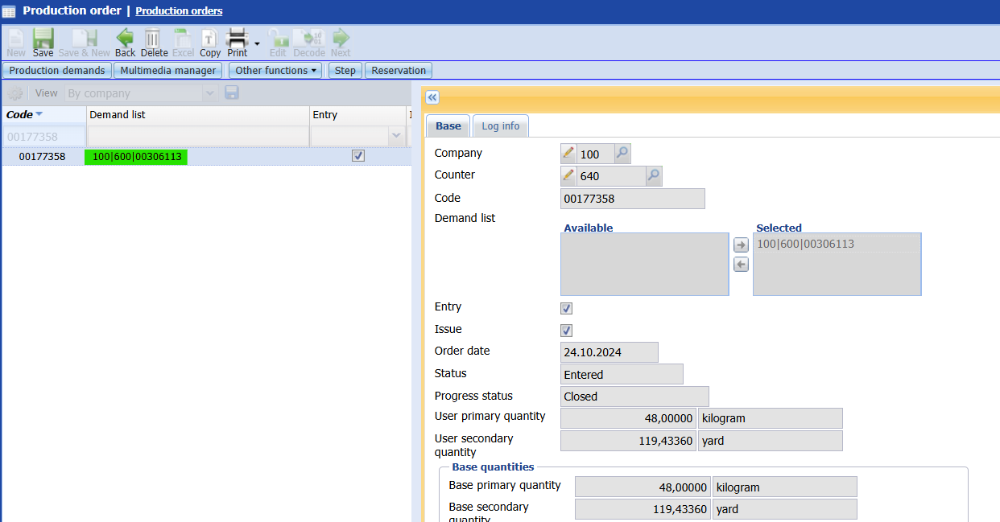 Production order | Production orders
New Save Save & New Back Delete Excel Copy Print Edit Decode Next
Production demands Multimedia manager Other functions Step Reservation
View By company
Code Demand list Entry
00177358
00177358 100|600|00306113
Base Log info
Company 100
Counter 640
Code 00177358
Demand list
Available Selected
100|600|00306113
Entry
Issue
Order date 24.10.2024
Status Entered
Progress status Closed
User primary quantity 48,00000 kilogram
User secondary
quantity 119,43360 yard
Base quantities
Base primary quantity 48,00000 kilogram
Base secondary
quantity 119,43360 yard